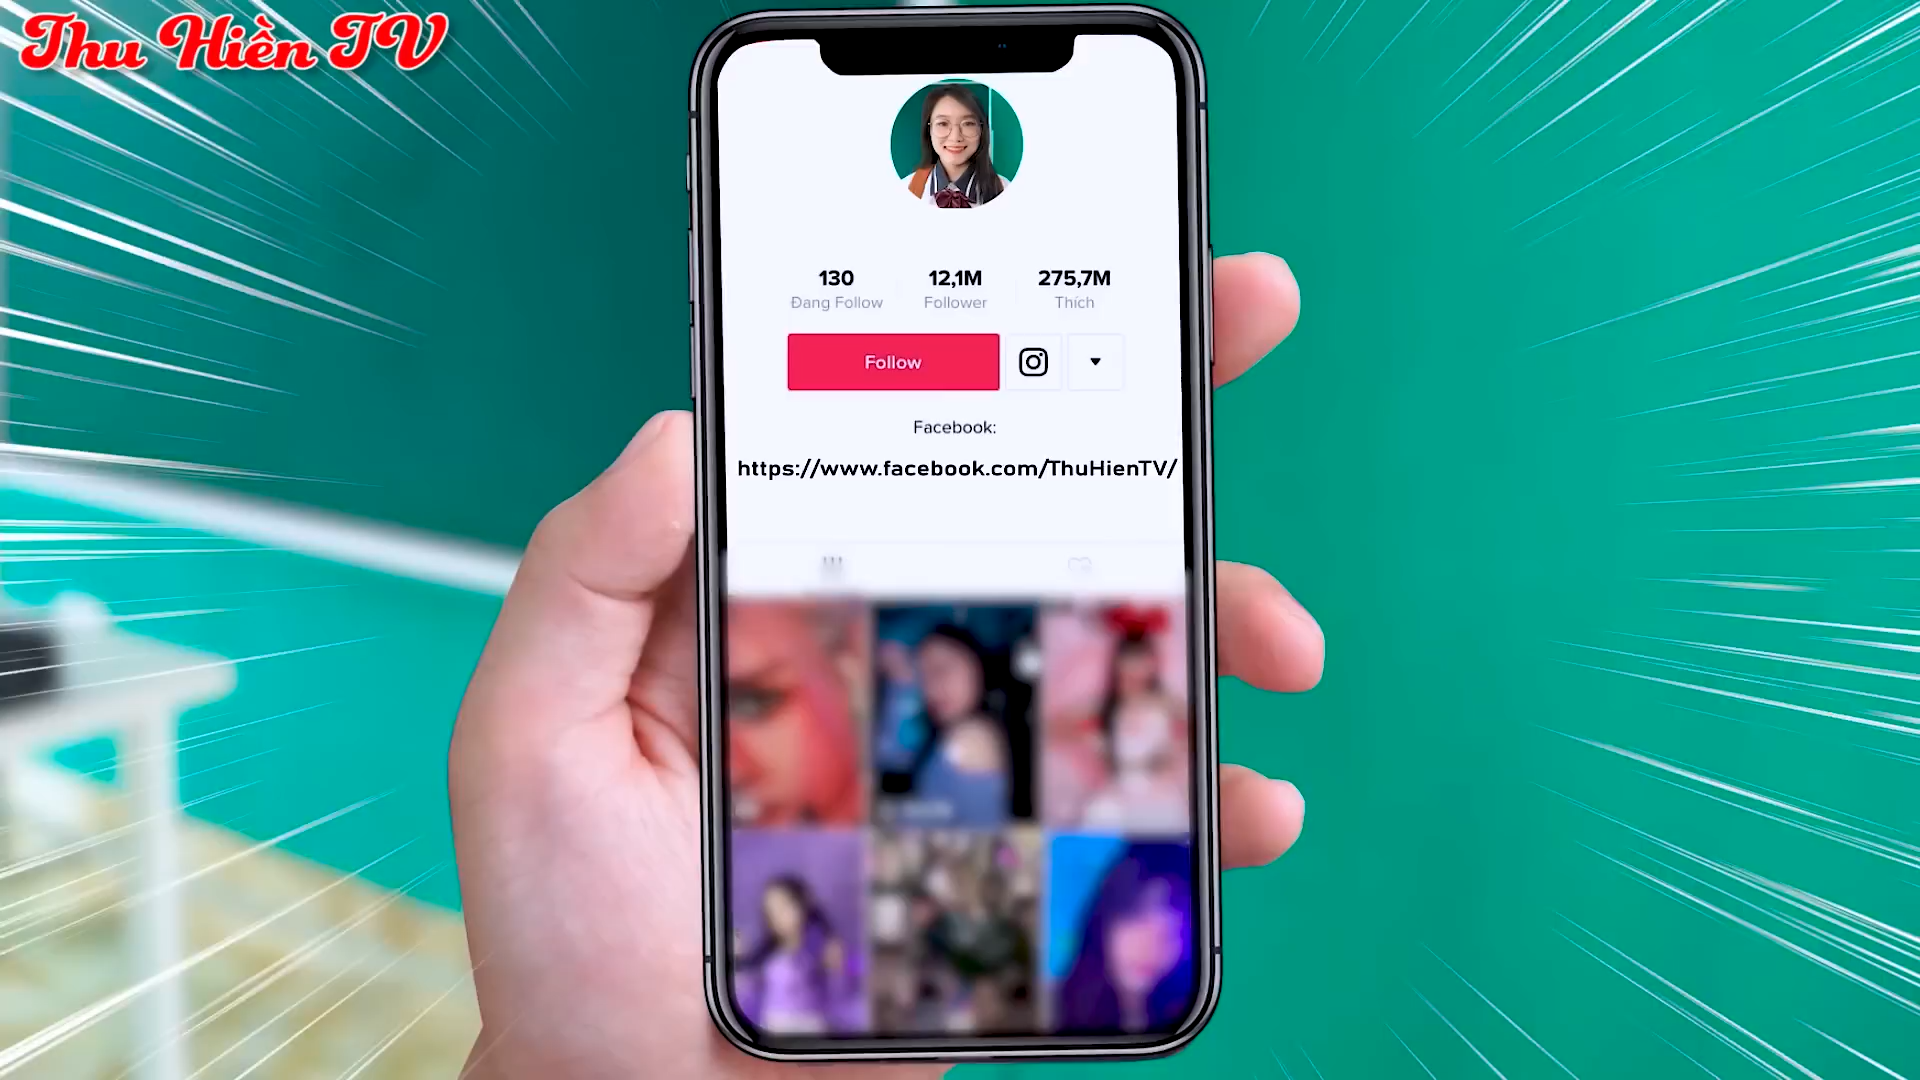 Thu Hiền TV
130
Đang Follow
12,1M
Follower
275,7M
Thích
Follow
Facebook:
https://www.facebook.com/ThuHienTV/